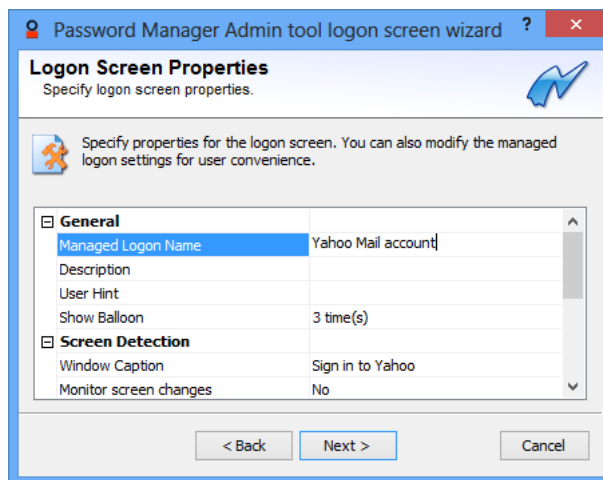 Password Manager Admin tool logon screen wizard ? ×
Logon Screen Properties
Specify logon screen properties.
Specify properties for the logon screen. You can also modify the managed
logon settings for user convenience.
General
Managed Logon Name Yahoo Mail account
Description
User Hint
Show Balloon 3 time(s)
Screen Detection
Window Caption Sign in to Yahoo
Monitor screen changes No
< Back Next > Cancel